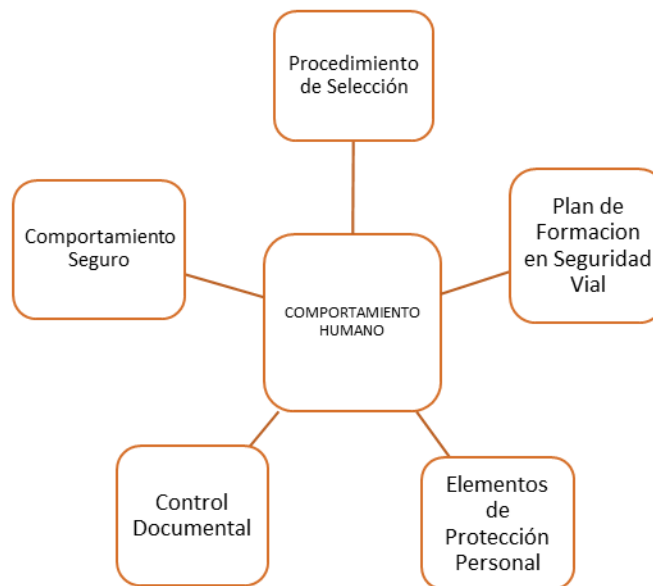 Procedimiento
de Selección
Plan de
Formacion
en Seguridad
Vial
Comportamiento
Seguro
COMPORTAMIENTO
HUMANO
Control
Documental
Elementos
de
Protección
Personal